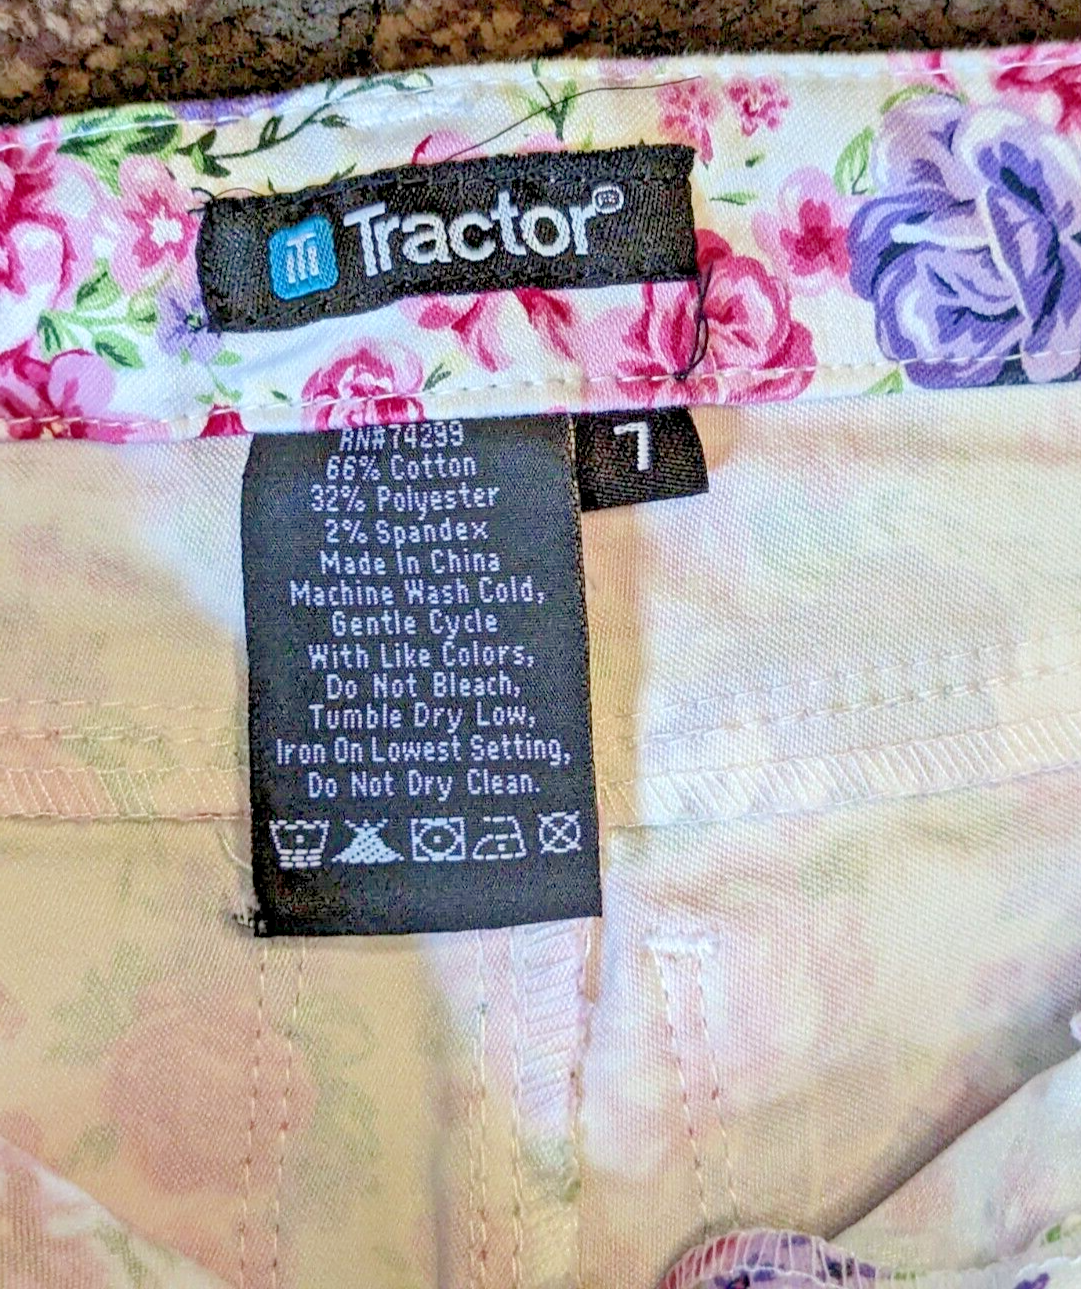 Tractor
7
RN#74299
66% Cotton
32% Polyester
2% Spandex
Made In China
Machine Wash Cold,
Gentle Cycle
With Like Colors,
Do Not Bleach,
Tumble Dry Low,
Iron On Lowest Setting,
Do Not Dry Clean.